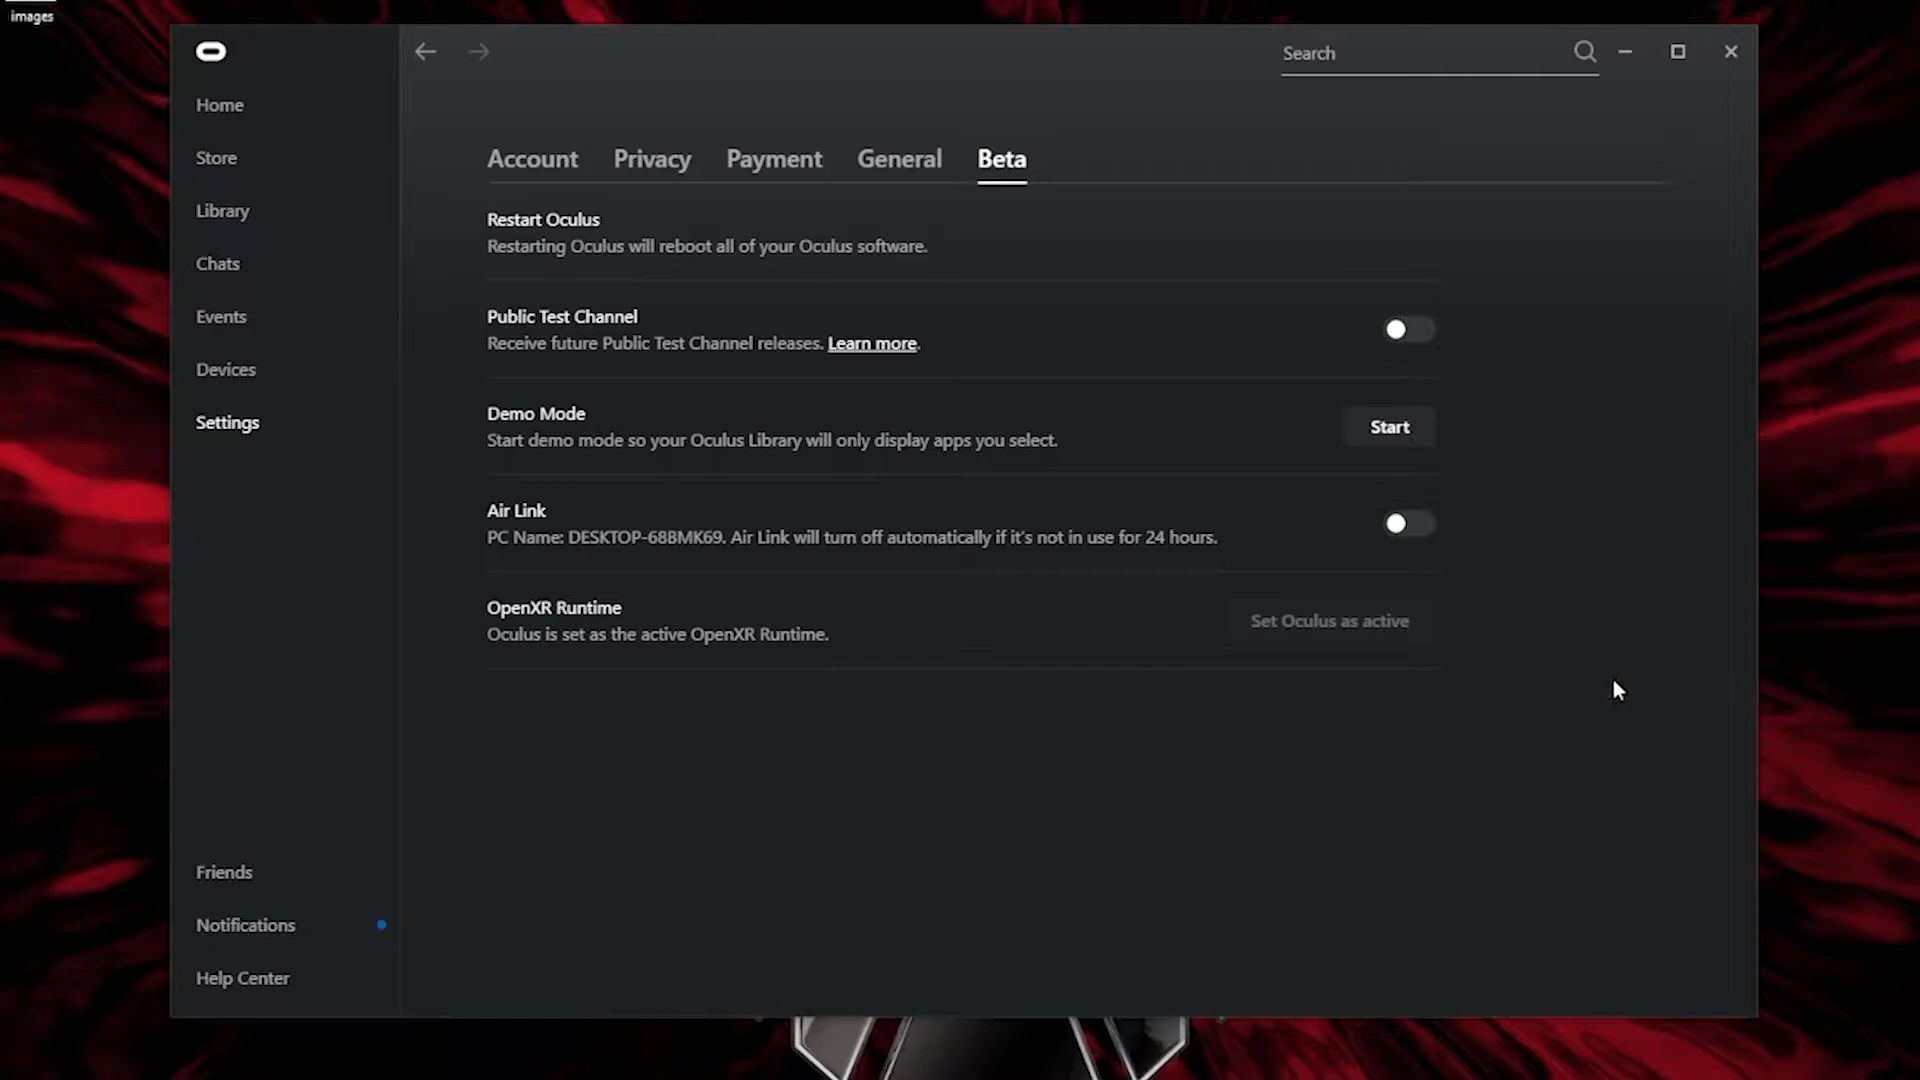 images
Search
Home
Store
Library
Chats
Events
Devices
Settings
Friends
Notifications
Help Center
Account Privacy Payment General Beta
Restart Oculus
Restarting Oculus will reboot all of your Oculus software.
Public Test Channel
Receive future Public Test Channel releases. Learn more.
Demo Mode
Start demo mode so your Oculus Library will only display apps you select.
Start
Air Link
PC Name: DESKTOP-68BMK69. Air Link will turn off automatically if it's not in use for 24 hours.
OpenXR Runtime
Oculus is set as the active OpenXR Runtime.
Set Oculus as active